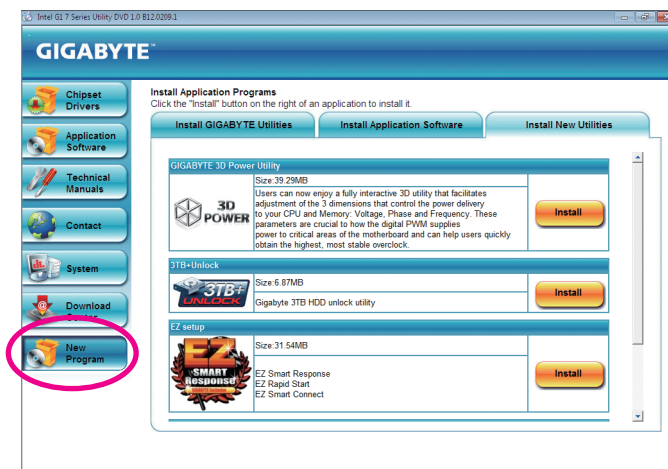 Intel G1 7 Series Utility DVD 1.0 B12.0209.1
GIGABYTE™
Chipset
Drivers
Application
Software
Technical
Manuals
Contact
System
Download
Center
New
Program
Install Application Programs
Click the "Install" button on the right of an application to install it.
Install GIGABYTE Utilities
Install Application Software
Install New Utilities
GIGABYTE 3D Power Utility
3D
POWER
Size:39.29MB
Users can now enjoy a fully interactive 3D utility that facilitates
adjustment of the 3 dimensions that control the power delivery
to your CPU and Memory: Voltage, Phase and Frequency. These
parameters are crucial to how the digital PWM supplies
power to critical areas of the motherboard and can help users quickly
obtain the highest, most stable overclock.
Install
3TB+Unlock
3TB+
UNLOCK
Size:6.87MB
Gigabyte 3TB HDD unlock utility
Install
EZ setup
EZ
SMART
Response
Size:31.54MB
EZ Smart Response
EZ Rapid Start
EZ Smart Connect
Install